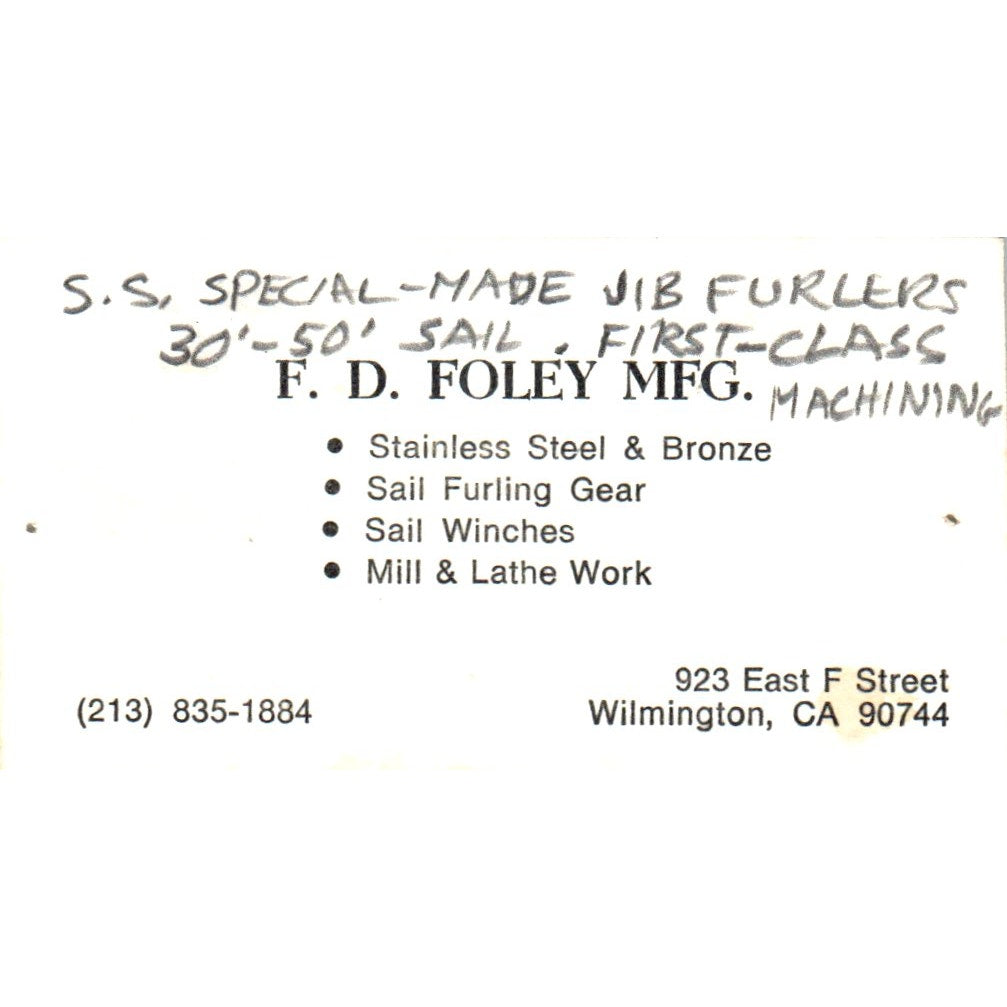 S.S. SPECIAL-MADE JIB FURLERS
30'-50' SAIL. FIRST-CLASS
MACHINING
F. D. FOLEY MFG.
• Stainless Steel & Bronze
• Sail Furling Gear
• Sail Winches
• Mill & Lathe Work
(213) 835-1884
923 East F Street
Wilmington, CA 90744